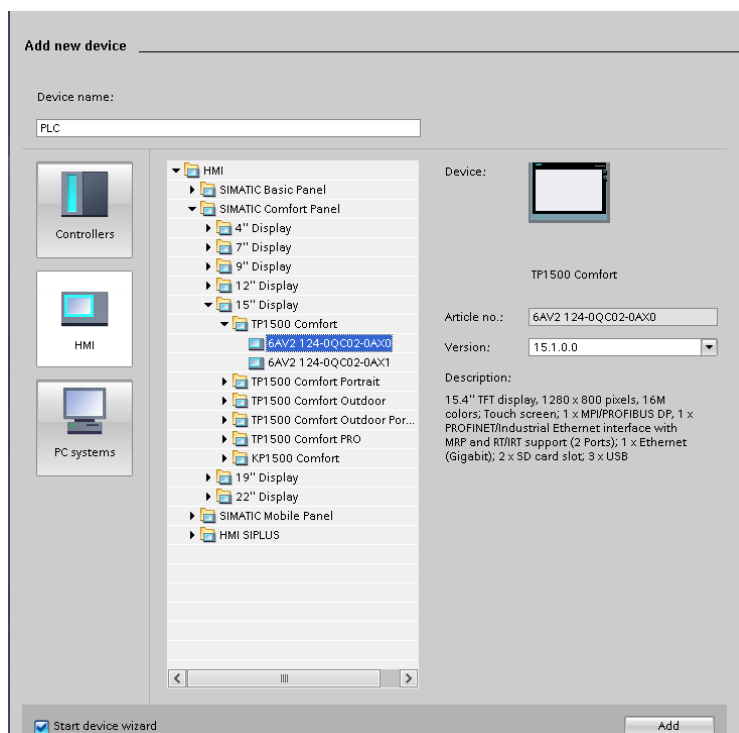 Add new device
Device name:
PLC
Controllers
HMI
PC systems
HMI
SIMATIC Basic Panel
SIMATIC Comfort Panel
4'' Display
7'' Display
9'' Display
12'' Display
15'' Display
TP1500 Comfort
6AV2 124-0QC02-0AX0
6AV2 124-0QC02-0AX1
TP1500 Comfort Portrait
TP1500 Comfort Outdoor
TP1500 Comfort Outdoor Por...
TP1500 Comfort PRO
KP1500 Comfort
19'' Display
22'' Display
SIMATIC Mobile Panel
HMI SIPLUS
Device:
TP1500 Comfort
Article no.:
6AV2 124-0QC02-0AX0
Version:
15.1.0.0
Description:
15.4'' TFT display, 1280 x 800 pixels, 16M
colors; Touch screen; 1 x MPI/PROFIBUS DP, 1 x
PROFINET/Industrial Ethernet interface with
MRP and RT/IRT support (2 Ports); 1 x Ethernet
(Gigabit); 2 x SD card slot; 3 x USB
Start device wizard
Add